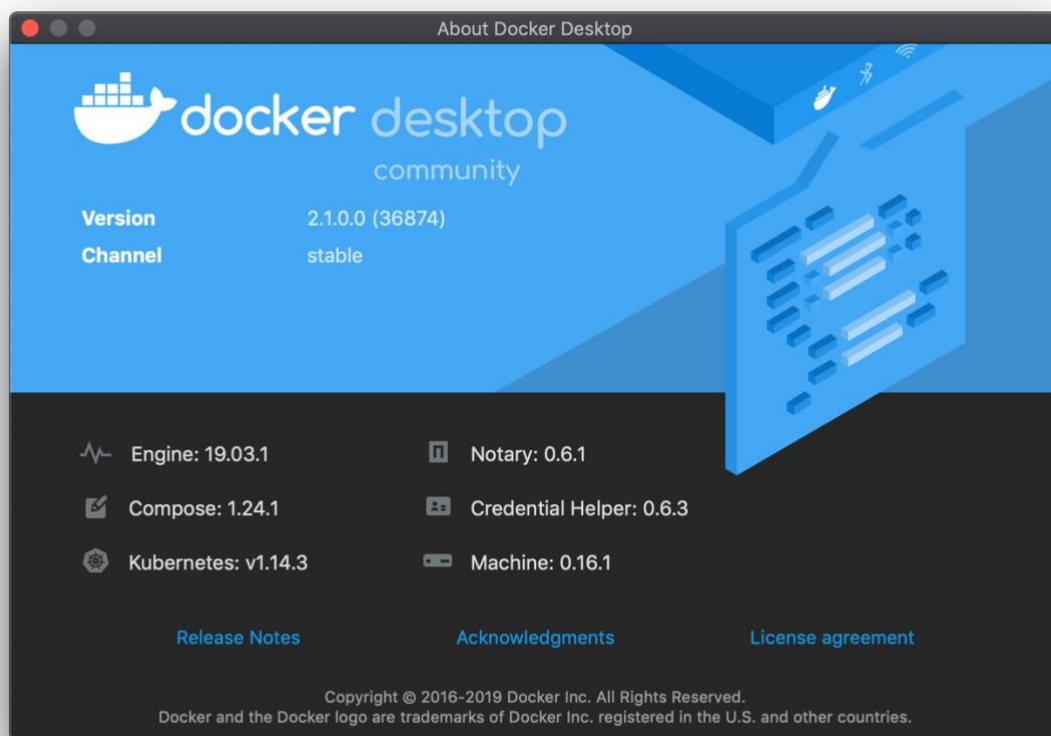 About Docker Desktop
docker desktop
community
Version 2.1.0.0 (36874)
Channel stable
Engine: 19.03.1 Notary: 0.6.1
Compose: 1.24.1 Credential Helper: 0.6.3
Kubernetes: v1.14.3 Machine: 0.16.1
Release Notes Acknowledgments License agreement
Copyright © 2016-2019 Docker Inc. All Rights Reserved.
Docker and the Docker logo are trademarks of Docker Inc. registered in the U.S. and other countries.